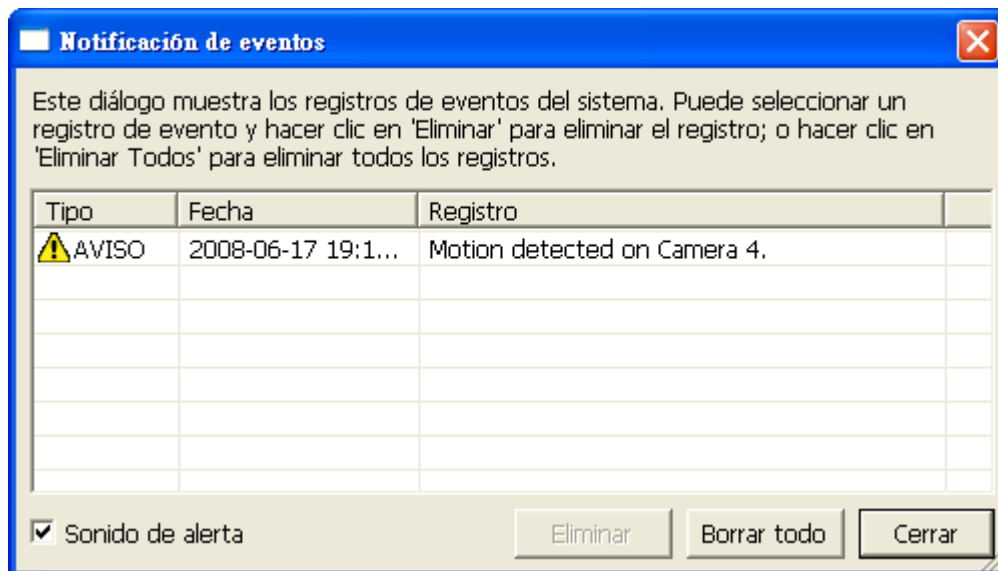 Notificación de eventos
Este diálogo muestra los registros de eventos del sistema. Puede seleccionar un
registro de evento y hacer clic en 'Eliminar' para eliminar el registro; o hacer clic en
'Eliminar Todos' para eliminar todos los registros.
Tipo Fecha Registro
AVISO 2008-06-17 19:1... Motion detected on Camera 4.
Sonido de alerta Eliminar Borrar todo Cerrar